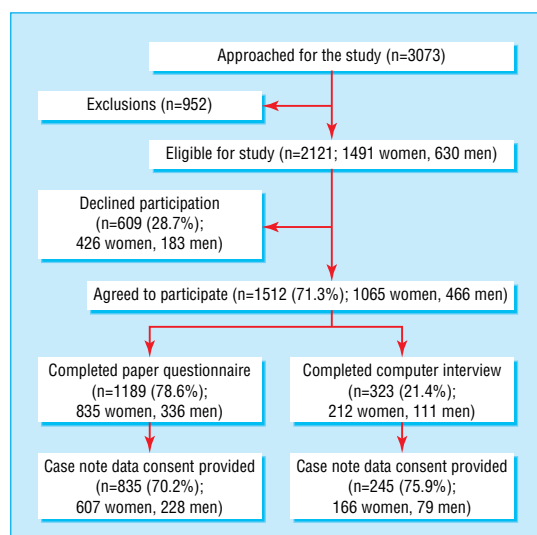 Approached for the study (n=3073)
Exclusions (n=952)
Eligible for study (n=2121; 1491 women, 630 men)
Declined participation
(n=609 (28.7%);
426 women, 183 men)
Agreed to participate (n=1512 (71.3%); 1065 women, 466 men)
Completed paper questionnaire
(n=1189 (78.6%);
835 women, 336 men)
Completed computer interview
(n=323 (21.4%);
212 women, 111 men)
Case note data consent provided
(n=835 (70.2%);
607 women, 228 men)
Case note data consent provided
(n=245 (75.9%);
166 women, 79 men)